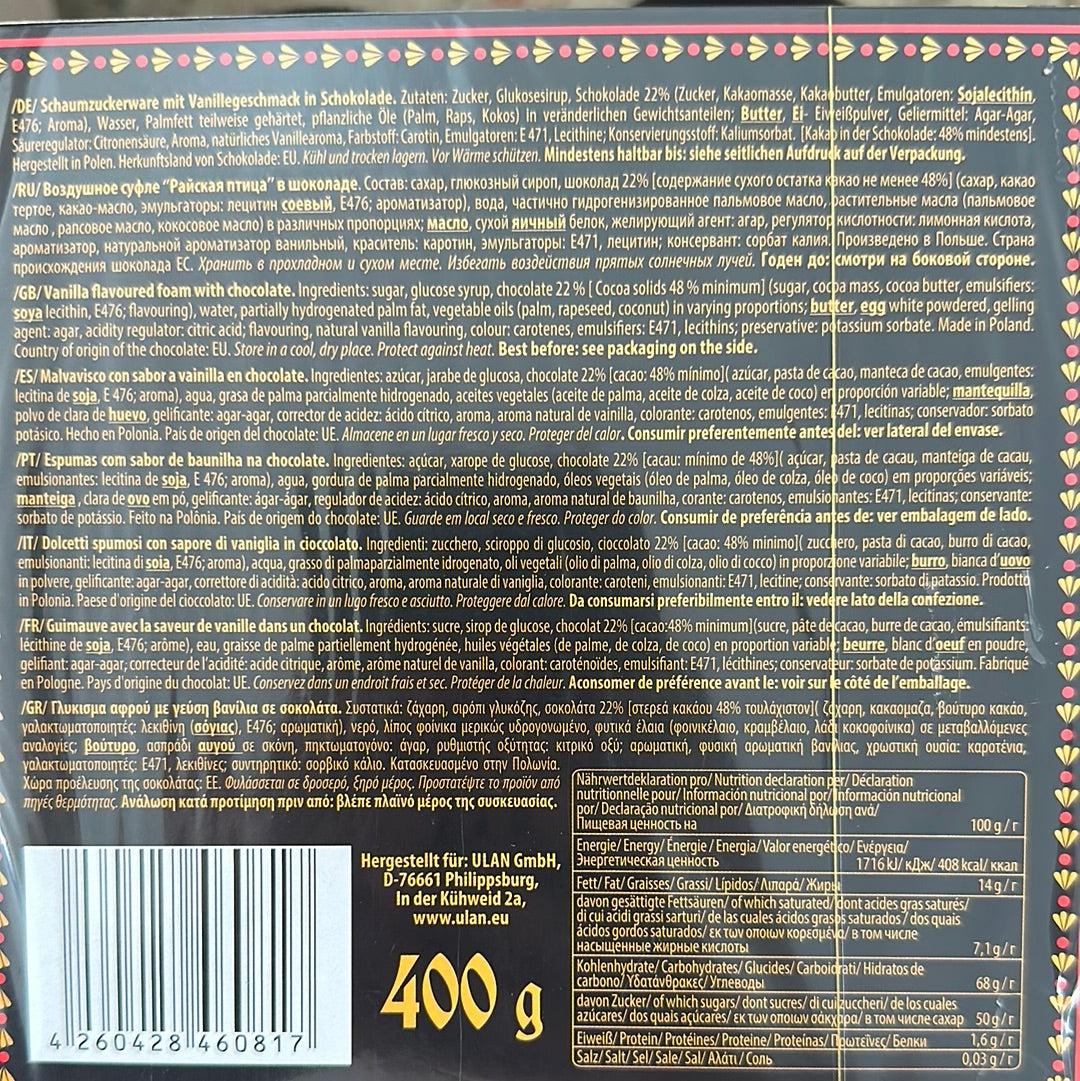 /DE/ Schaumzuckerware mit Vanillegeschmack in Schokolade. Zutaten: Zucker, Glukosesirup, Schokolade 22% (Zucker, Kakaomasse, Kakaobutter, Emulgatoren: Sojalecithin,
E476; Aroma), Wasser, Palmfett teilweise gehärtet, pflanzliche Öle (Palm, Raps, Kokos) In veränderlichen Gewichtsanteilen; Butter, Ei- Eiweißpulver, Geliermittel: Agar-Agar,
Säureregulator: Citronensäure, Aroma, natürliches Vanillearoma, Farbstoff: Carotin, Emulgatoren: E 471, Lecithine; Konservierungsstoff: Kaliumsorbat. [Kakao in der Schokolade: 48% mindestens].
Hergestellt in Polen. Herkunftsland von Schokolade: EU. Kühl und trocken lagern. Vor Wärme schützen. Mindestens haltbar bis: siehe seitlichen Aufdruck auf der Verpackung.
/RU/ Воздушное суфле "Райская птица" в шоколаде. Состав: сахар, глюкозный сироп, шоколад 22% [содержание сухого остатка какао не менее 48%] (сахар, какао
тертое, какао-масло, эмульгаторы: лецитин соевый, E476; ароматизатор), вода, частично гидрогенизированное пальмовое масло, растительные масла (пальмовое
масло , рапсовое масло, кокосовое масло) в различных пропорциях; масло, сухой яичный белок, желирующий агент: агар, регулятор кислотности: лимонная кислота,
ароматизатор, натуральной ароматизатор ванильный, краситель: каротин, эмульгаторы: E471, лецитин; консервант: сорбат калия. Произведено в Польше. Страна
происхождения шоколада ЕС. Хранить в прохладном и сухом месте. Избегать воздействия прятых солнечных лучей. Годен до: смотри на боковой стороне.
/GB/ Vanilla flavoured foam with chocolate. Ingredients: sugar, glucose syrup, chocolate 22 % [ Cocoa solids 48 % minimum] (sugar, cocoa mass, cocoa butter, emulsifiers:
soya lecithin, E476; flavouring), water, partially hydrogenated palm fat, vegetable oils (palm, rapeseed, coconut) in varying proportions; butter, egg white powdered, gelling
agent: agar, acidity regulator: citric acid; flavouring, natural vanilla flavouring, colour: carotenes, emulsifiers: E471, lecithins; preservative: potassium sorbate. Made in Poland.
Country of origin of the chocolate: EU. Store in a cool, dry place. Protect against heat. Best before: see packaging on the side.
/ES/ Malvavisco con sabor a vainilla en chocolate. Ingredientes: azúcar, jarabe de glucosa, chocolate 22% [cacao: 48% mínimo]( azúcar, pasta de cacao, manteca de cacao, emulgentes:
lecitina de soja, E 476; aroma), agua, grasa de palma parcialmente hidrogenado, aceites vegetales (aceite de palma, aceite de colza, aceite de coco) en proporción variable; mantequilla,
polvo de clara de huevo, gelificante: agar-agar, corrector de acidez: ácido cítrico, aroma, aroma natural de vainilla, colorante: carotenos, emulgentes: E471, lecitinas; conservador: sorbato
potásico. Hecho en Polonia. País de origen del chocolate: UE. Almacene en un lugar fresco y seco. Proteger del calor. Consumir preferentemente antes del: ver lateral del envase.
/PT/ Espumas com sabor de baunilha na chocolate. Ingredientes: açúcar, xarope de glucose, chocolate 22% [cacau: mínimo de 48%]( açúcar, pasta de cacau, manteiga de cacau,
emulsionantes: lecitina de soja, E 476; aroma), agua, gordura de palma parcialmente hidrogenado, óleos vegetais (óleo de palma, óleo de colza, óleo de coco) em proporções variáveis;
manteiga , clara de ovo em pó, gelificante: ágar-ágar, regulador de acidez: ácido cítrico, aroma, aroma natural de baunilha, corante: carotenos, emulsionantes: E471, lecitinas; conservante:
sorbato de potássio. Feito na Polônia. Pais de origem do chocolate: UE. Guarde em local seco e fresco. Proteger do color. Consumir de preferência antes de: ver embalagem de lado.
/IT/ Dolcetti spumosi con sapore di vaniglia in cioccolato. Ingredienti: zucchero, sciroppo di glucosio, cioccolato 22% [cacao: 48% minimo]( zucchero, pasta di cacao, burro di cacao,
emulsionanti: lecitina di soia, E476; aroma), acqua, grasso di palmaparzialmente idrogenato, oli vegetali (olio di palma, olio di colza, olio di cocco) in proporzione variabile; burro, bianca d'uovo
in polvere, gelificante: agar-agar, correttore di acidità: acido citrico, aroma, aroma naturale di vaniglia, colorante: caroteni, emulsionanti: E471, lecitine; conservante: sorbato di patassio. Prodotto
in Polonia. Paese d'origine del cioccolato: UE. Conservare in un lugo fresco e asciutto. Proteggere dal calore. Da consumarsi preferibilmente entro il: vedere lato della confezione.
/FR/ Guimauve avec la saveur de vanille dans un chocolat. Ingrédients: sucre, sirop de glucose, chocolat 22% [cacao:48% minimum](sucre, pâte de cacao, burre de cacao, émulsifiants:
lécithine de soja, E476; arôme), eau, graisse de palme partiellement hydrogénée, huiles végétales (de palme, de colza, de coco) en proportion variable; beurre, blanc d'oeuf en poudre,
gelifiant: agar-agar, correcteur de l'acidité: acide citrique, arôme, arôme naturel de vanilla, colorant: caroténoïdes, emulsifiant: E471, lécithines; conservateur: sorbate de potassium. Fabriqué
en Pologne. Pays d'origine du chocolat: UE. Conservez dans un endroit frais et sec. Protéger de la chaleur. Aconsomer de préférence avant le: voir sur le côté de l'emballage.
/GR/ Γλυκισμα αφρού με γεύση βανίλια σε σοκολάτα. Συστατικά: ζάχαρη, σιρόπι γλυκόζης, σοκολάτα 22% [στερεά κακάου 48% τουλάχιστον]( ζάχαρη, κακαομαζα, βούτυρο κακάο,
γαλακτωματοποιητές: λεκιθίνη (σόγιας), E476; αρωματική), νερό, λίπος φοίνικα μερικώς υδρογονωμένο, φυτικά έλαια (φοινικέλαιο, κραμβέλαιο, λάδι κοκοφοίνικα) σε μεταβαλλόμενες
αναλογίες; βούτυρο, ασπράδι αυγού σε σκόνη, πηκτωματογόνο: άγαρ, ρυθμιστής οξύτητας: κιτρικό οξύ; αρωματική, φυσική αρωματική βανίλιας, χρωστική ουσία: καροτένια,
γαλακτωματοποιητές: E471, λεκιθίνες; συντηρητικό: σορβικό κάλιο. Κατασκευασμένο στην Πολωνία.
Χώρα προέλευσης της σοκολάτας: ΕΕ. Φυλάσσεται σε δροσερό, ξηρό μέρος. Προστατέψτε το προϊόν από
πηγές θερμότητας. Ανάλωση κατά προτίμηση πριν από: βλέπε πλαϊνό μέρος της συσκευασίας.
Nährwertdeklaration pro/ Nutrition declaration per/ Déclaration
nutritionnelle pour/ Información nutricional por/ Información nutricional
por/ Declaração nutricional por/ Διατροφική δήλωση ανά/
Пищевая ценность на 100 g/г
Energie/ Energy/ Énergie/ Energia/ Valor energético/ Ενέργεια/
Энергетическая ценность 1716 kJ/ кДж/ 408 kcal/ ккал
Fett/ Fat/ Graisses/ Grassi/ Lípidos/ Λιπαρά/ Жиры 14 g/г
davon gesättigte Fettsäuren/ of which saturated/ dont acides gras saturés/
di cui acidi grassi sarturi/ de las cuales ácidos grasos saturados/ dos quais
ácidos gordos saturados/ εκ των οποιων κορεσμένα/ в том числе
насыщенные жирные кислоты 7,1 g/г
Kohlenhydrate/ Carbohydrates/ Glucides/ Carboidrati/ Hidratos de
carbono/ Υδατάνθρακες/ Углеводы 68 g/г
davon Zucker/ of which sugars/ dont sucres/ di cui zuccheri/ de los cuales
azúcares/ dos quais açúcares/ εκ των οποιων σάκχαρα/ в том числе сахар 50 g/г
Eiweiß/ Protein/ Protéines/ Proteine/ Proteínas/ Πρωτεΐνες/ Белки 1,6 g/г
Salz/ Salt/ Sel/ Sale/ Sal/ Αλάτι/ Соль 0,03 g/г
Hergestellt für: ULAN GmbH,
D-76661 Philippsburg,
In der Kühweid 2a,
www.ulan.eu
400 g
4 260428 460817